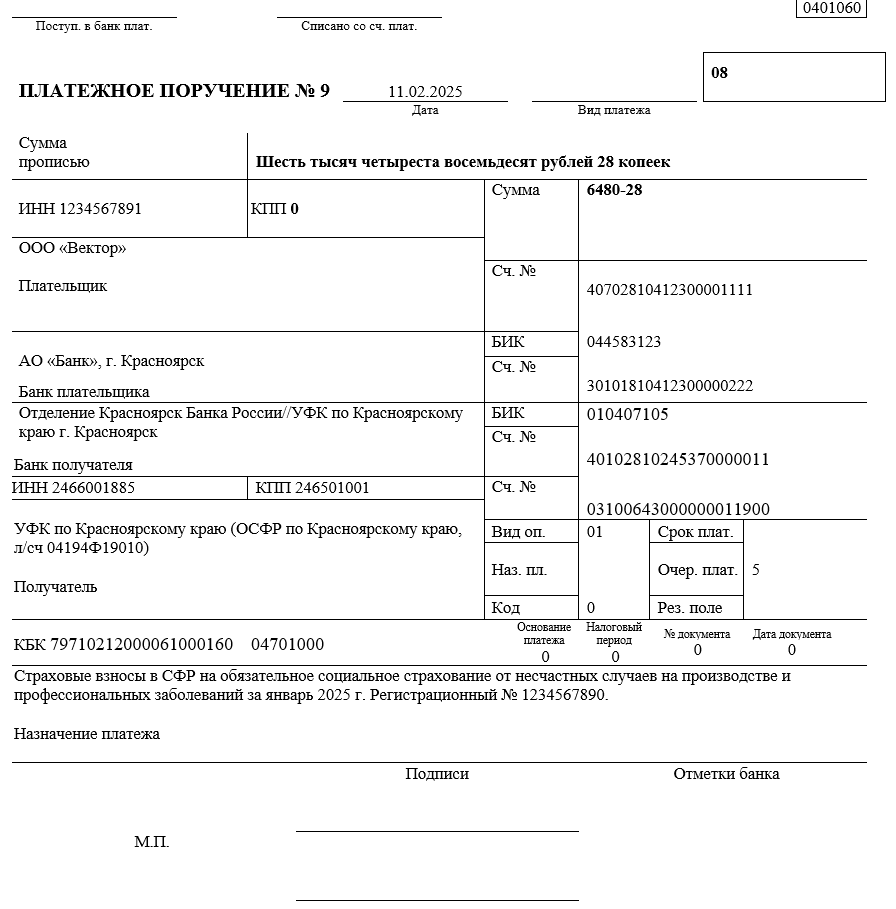 0401060
Поступ. в банк плат.
Списано со сч. плат.
08
ПЛАТЕЖНОЕ ПОРУЧЕНИЕ № 9
11.02.2025
Дата
Вид платежа
Сумма
прописью
Шесть тысяч четыреста восемьдесят рублей 28 копеек
ИНН 1234567891
КПП 0
Сумма
6480-28
ООО «Вектор»
Плательщик
Сч. №
40702810412300001111
АО «Банк», г. Красноярск
Банк плательщика
БИК
044583123
Сч. №
30101810412300000222
Отделение Красноярск Банка России//УФК по Красноярскому
краю г. Красноярск
Банк получателя
БИК
010407105
Сч. №
40102810245370000011
ИНН 2466001885
КПП 246501001
Сч. №
03100643000000011900
УФК по Красноярскому краю (ОСФР по Красноярскому краю,
л/сч 04194Ф19010)
Получатель
Вид оп.
01
Срок плат.
Наз. пл.
Очер. плат.
5
Код
0
Рез. поле
КБК 79710212000061000160
04701000
Основание
платежа
0
Налоговый
период
0
№ документа
0
Дата документа
0
Страховые взносы в СФР на обязательное социальное страхование от несчастных случаев на производстве и
профессиональных заболеваний за январь 2025 г. Регистрационный № 1234567890.
Назначение платежа
Подписи
Отметки банка
М.П.